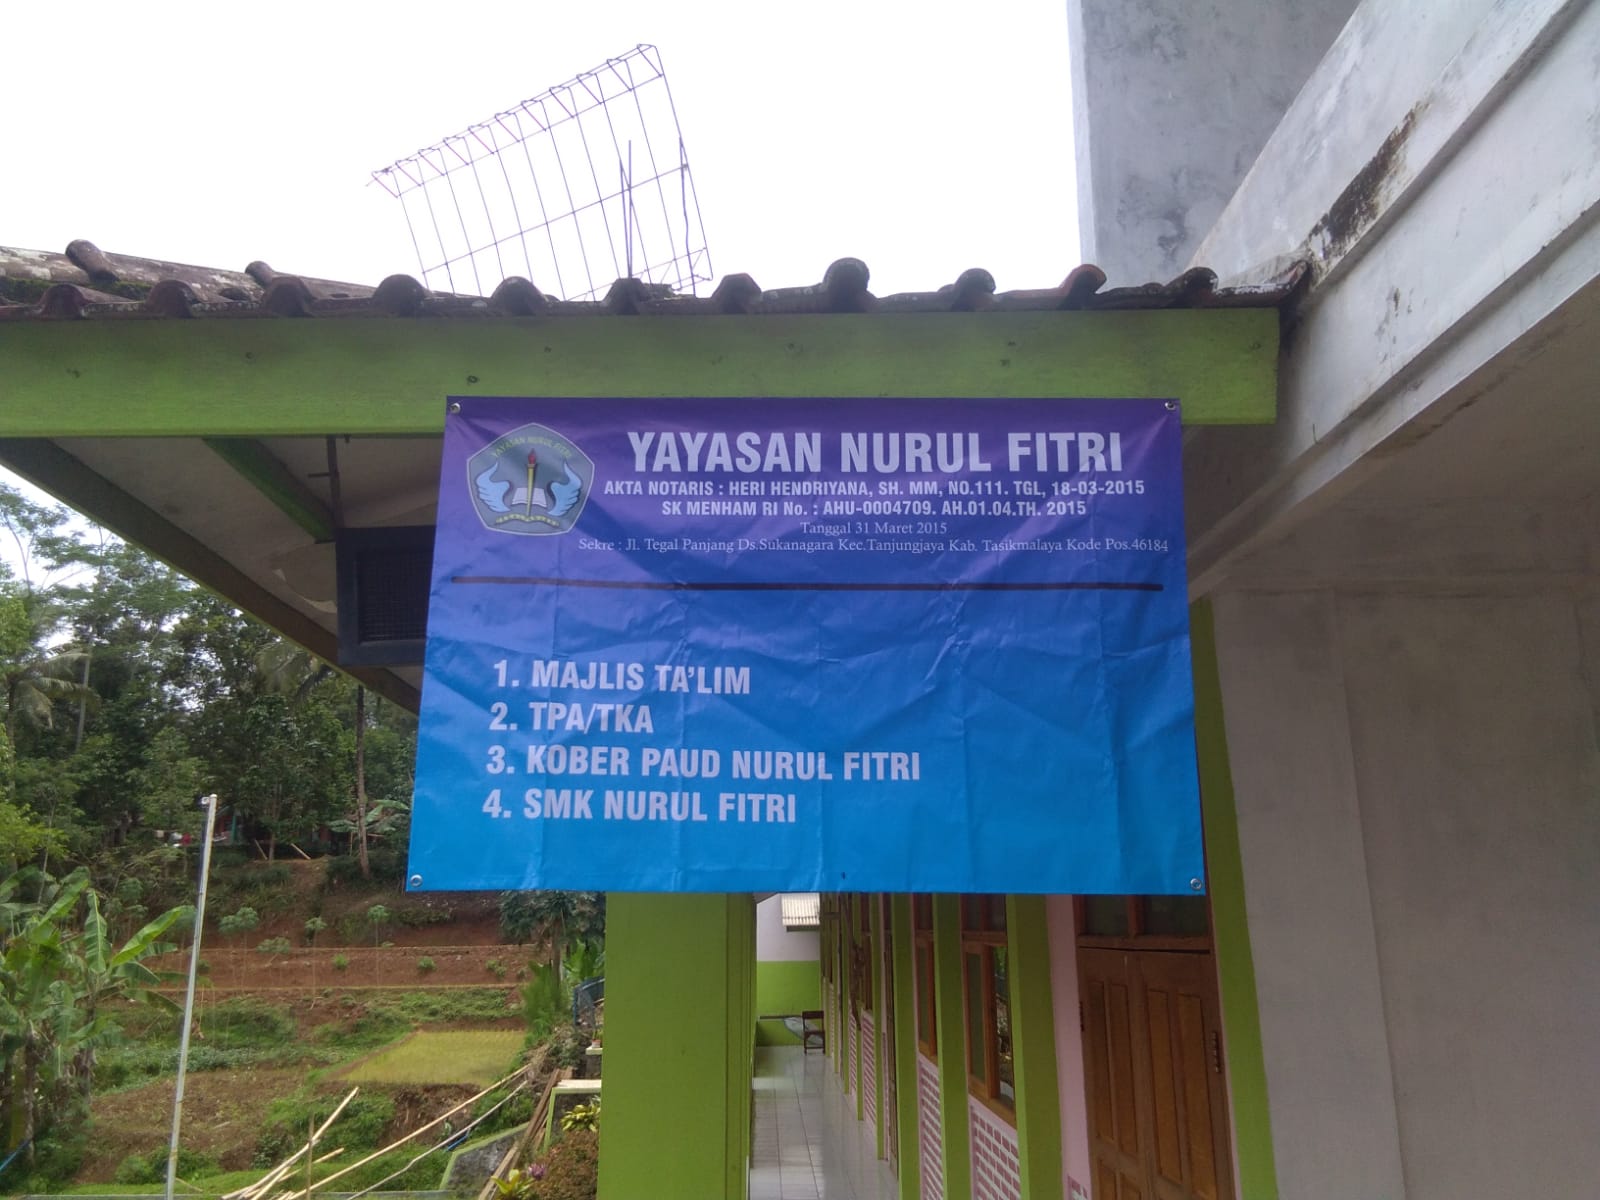 YAYASAN NURUL FITRI
YAYASAN NURUL FITRI
AKTA NOTARIS : HERI HENDRIYANA, SH. MM, NO.111. TGL, 18-03-2015
SK MENHAM RI No. : AHU-0004709. AH.01.04.TH. 2015
Tanggal 31 Maret 2015
Sekre : Jl. Tegal Panjang Ds.Sukanagara Kec.Tanjungjaya Kab. Tasikmalaya Kode Pos.46184
1. MAJLIS TA'LIM
2. TPA/TKA
3. KOBER PAUD NURUL FITRI
4. SMK NURUL FITRI